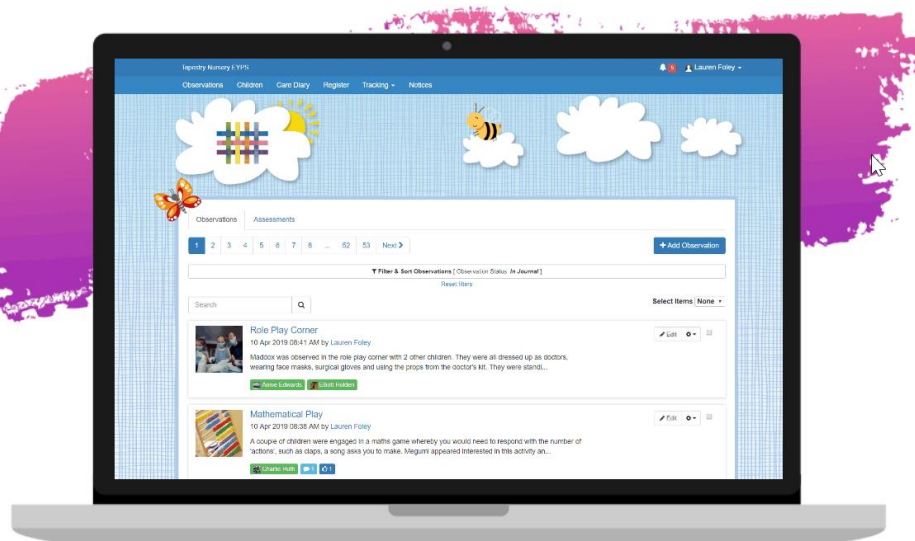 Tapestry Nursery EYPS
Lauren Foley
Observations Children Care Diary Register Tracking Notices
Observations Assessments
1 2 3 4 5 6 7 8 ... 52 53 Next
+ Add Observation
Filter & Sort Observations [ Observation Status In Journal ]
Reset filters
Search
Select Items None
Role Play Corner
Edit
10 Apr 2019 08:41 AM by Lauren Foley
Maddox was observed in the role play corner with 2 other children. They were all dressed up as doctors,
wearing face masks, surgical gloves and using the props from the doctor's kit. They were standi...
Annie Edwards Elliott Holden
Mathematical Play
Edit
10 Apr 2019 08:38 AM by Lauren Foley
A couple of children were engaged in a maths game whereby you would need to respond with the number of
'actions', such as claps, a song asks you to make. Megumi appeared interested in this activity an...
Charlie Huth 1 1